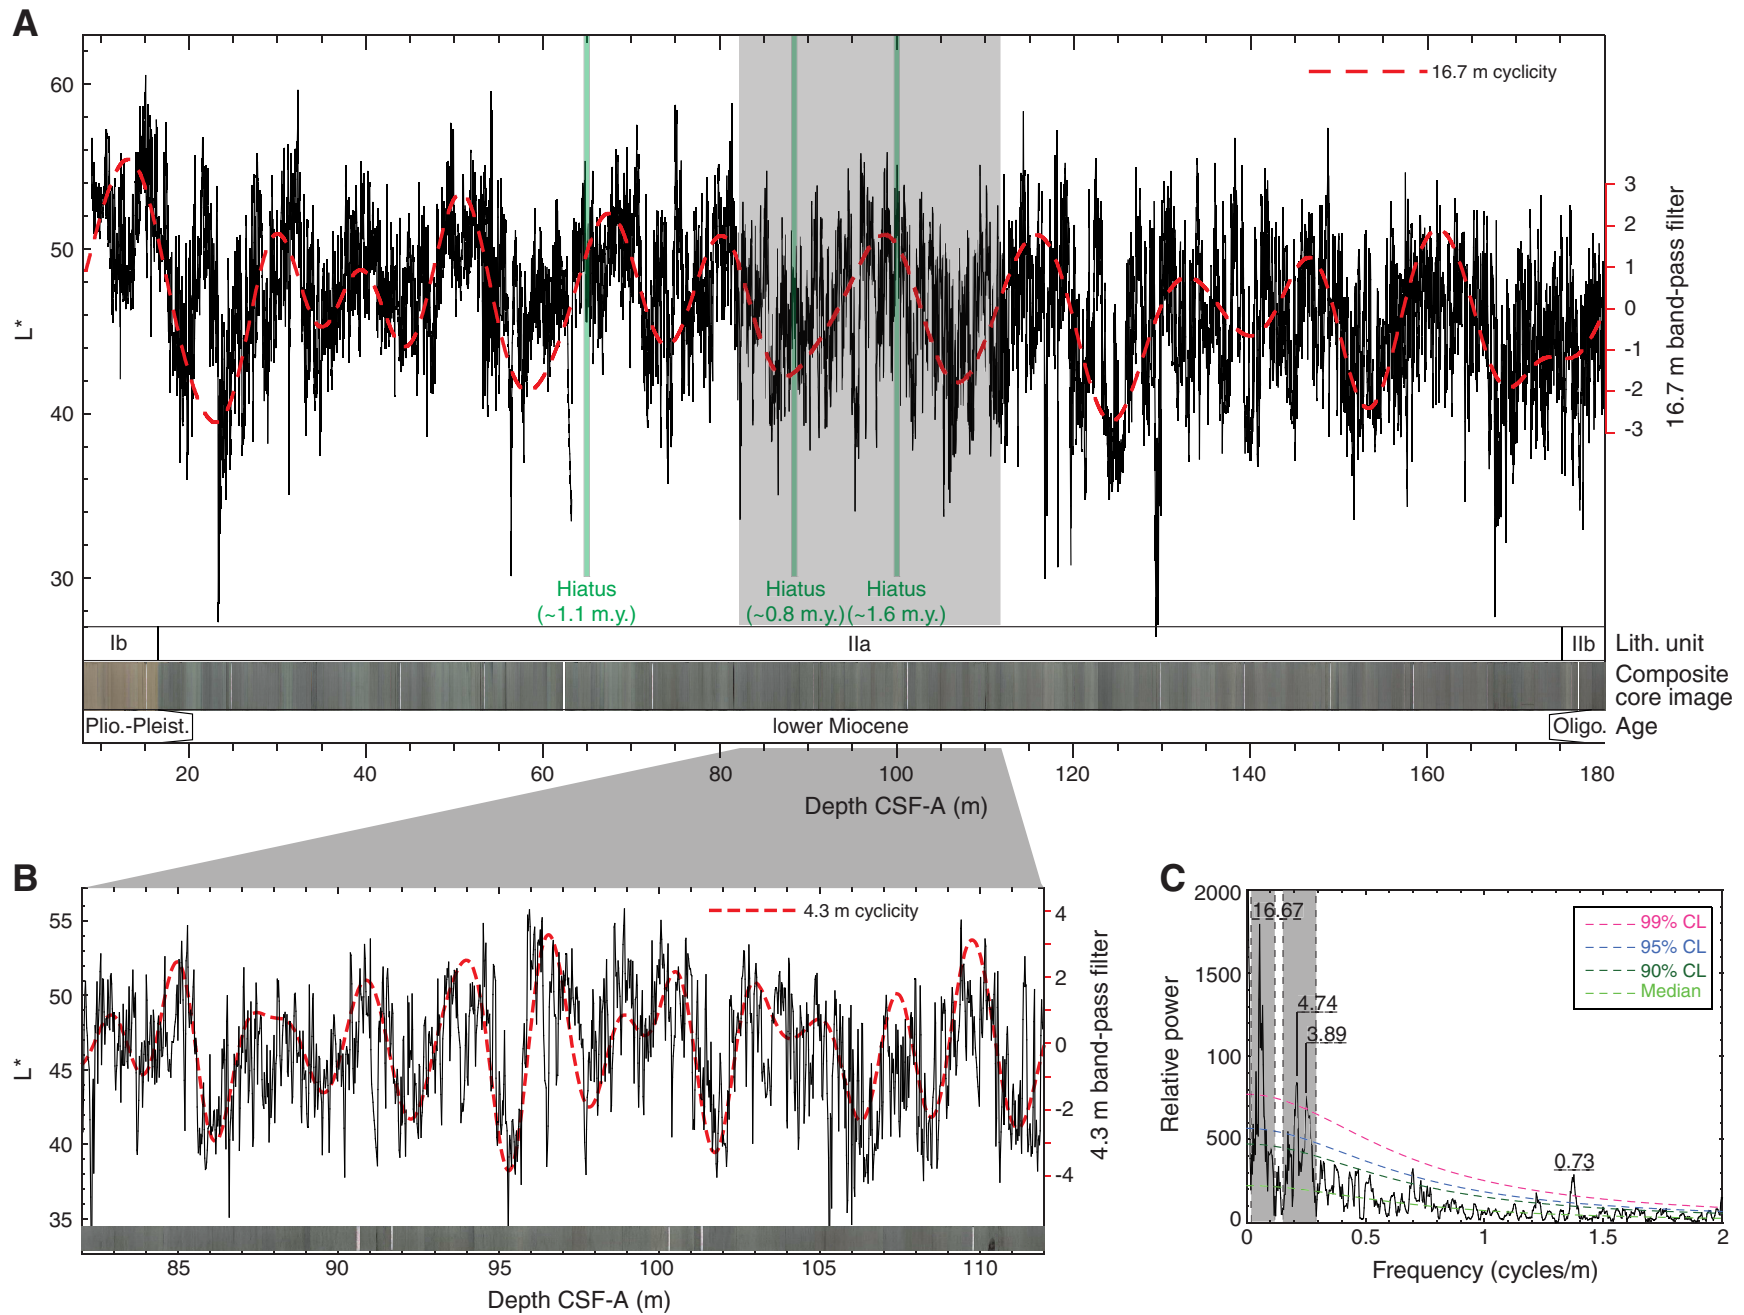 A
16.7 m cyclicity
60
50
40
30
L*
3
2
1
0
-1
-2
-3
16.7 m band-pass filter
Hiatus
(~1.1 m.y.)
Hiatus
(~0.8 m.y.)
Hiatus
(~1.6 m.y.)
Ib
IIa
IIb
Lith. unit
Composite
core image
Plio.-Pleist.
lower Miocene
Oligo.
Age
20
40
60
80
100
120
140
160
180
Depth CSF-A (m)
B
4.3 m cyclicity
55
50
45
40
35
L*
4
2
0
-2
-4
4.3 m band-pass filter
85
90
95
100
105
110
Depth CSF-A (m)
C
2000
1500
100
500
0
Relative power
16.67
4.74
3.89
0.73
99% CL
95% CL
90% CL
Median
0
0.5
1
1.5
2
Frequency (cycles/m)